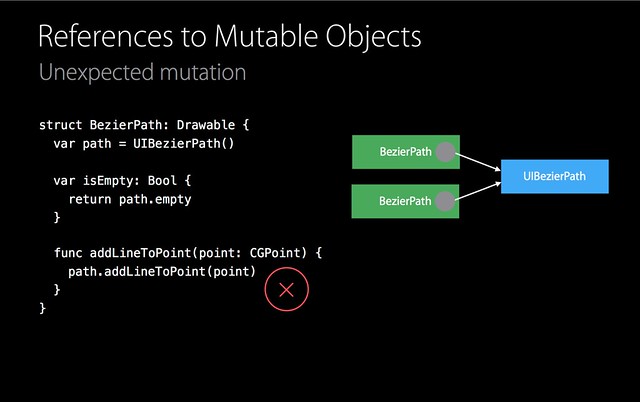 References to Mutable Objects
Unexpected mutation
struct BezierPath: Drawable {
var path = UIBezierPath()
var isEmpty: Bool {
return path.empty
}
func addLineToPoint(point: CGPoint) {
path.addLineToPoint(point)
}
}
BezierPath
BezierPath
UIBezierPath